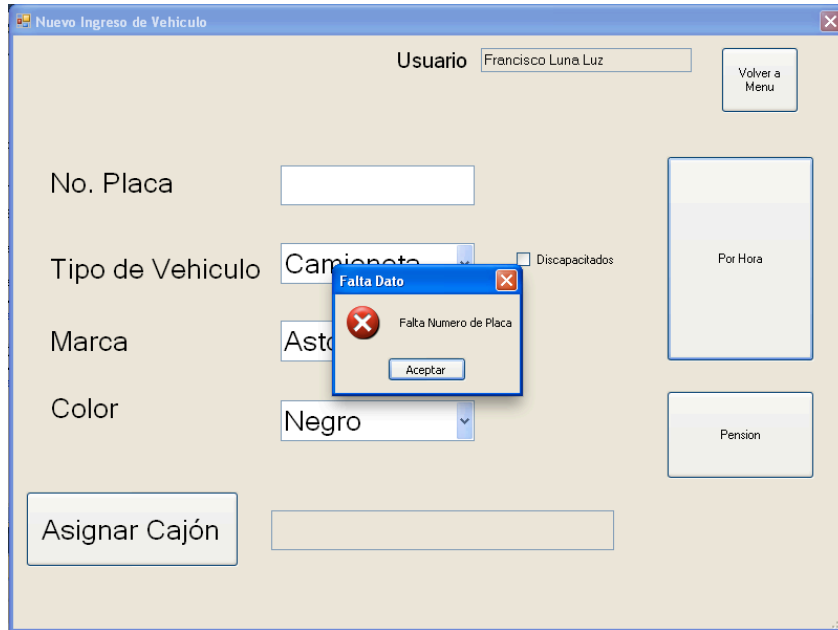 Nuevo Ingreso de Vehiculo
Usuario
Francisco Luna Luz
Volver a
Menu
No. Placa
Tipo de Vehiculo
Camioneta
Discapacitados
Por Hora
Falta Dato
Falta Numero de Placa
Aceptar
Marca
Color
Negro
Pension
Asignar Cajón